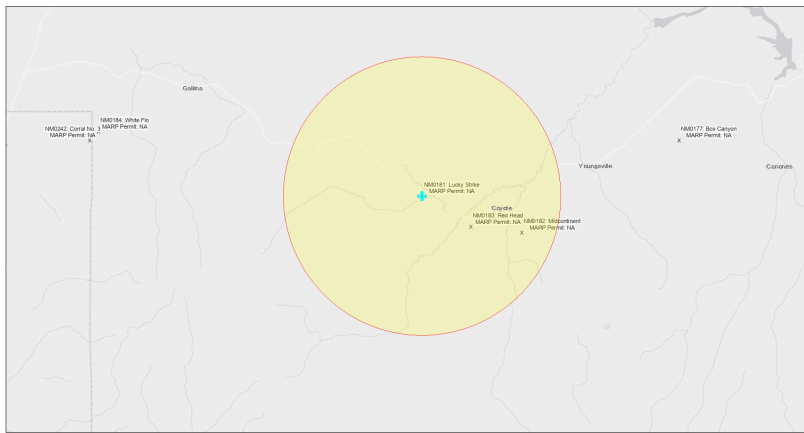 Gallina
NM0184: White Flo
MARP Permit: NA
NM0242: Corral No. 3
MARP Permit: NA
NM0177: Box Canyon
MARP Permit: NA
Youngsville
Canones
NM0181: Lucky Strike
MARP Permit: NA
Coyote
NM0183: Red Head
MARP Permit: NA
NM0182: Midcontinent
MARP Permit: NA